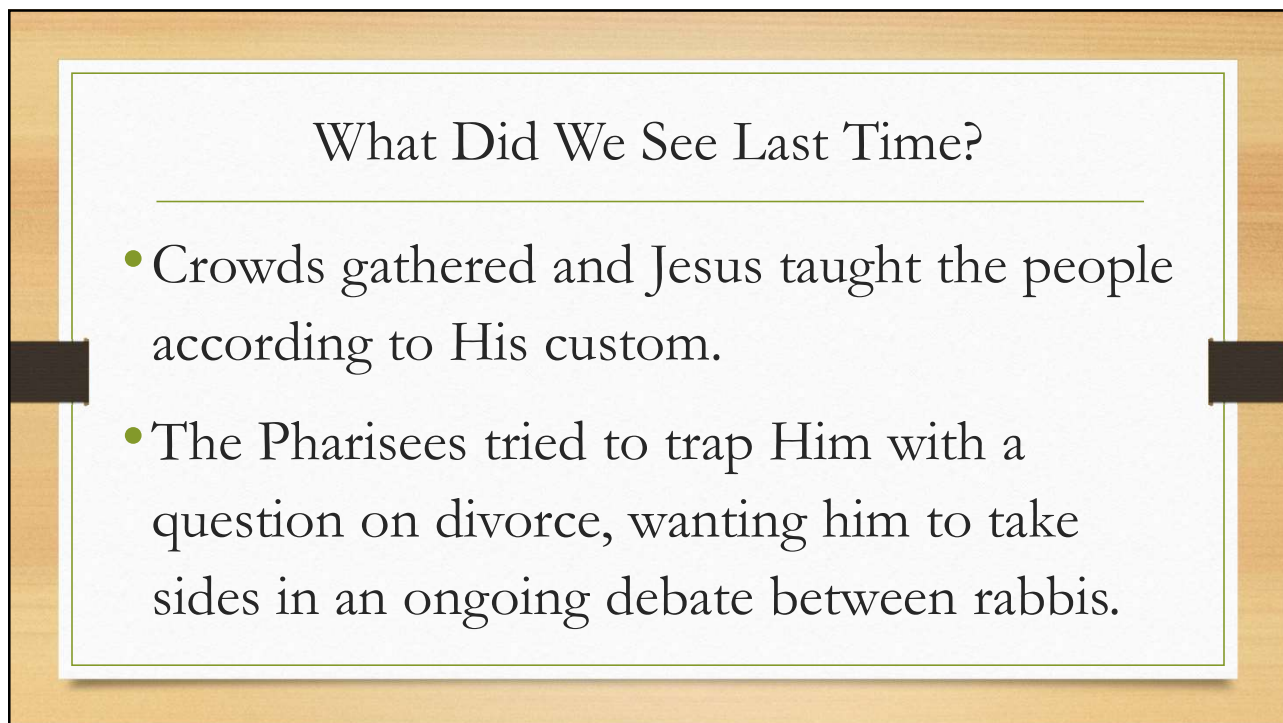 What Did We See Last Time?
•Crowds gathered and Jesus taught the people
according to His custom.
•The Pharisees tried to trap Him with a
question on divorce, wanting him to take
sides in an ongoing debate between rabbis.